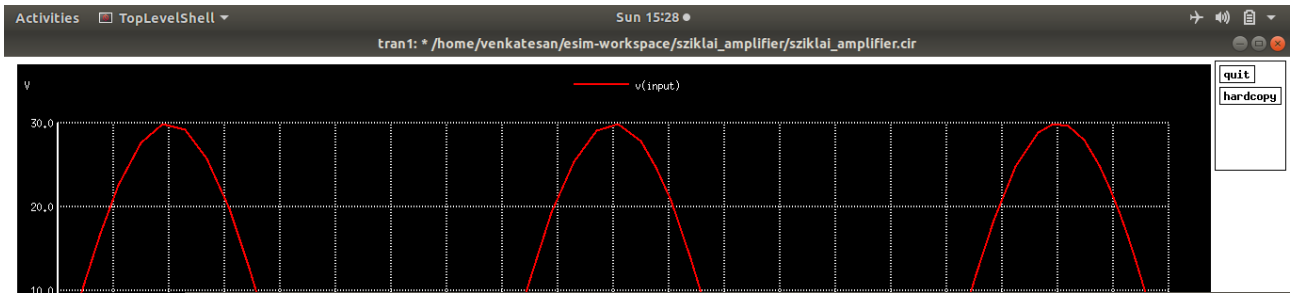 Activities TopLevelShell Sun 15:28
tran1: * /home/venkatesan/esim-workspace/sziklai_amplifier/sziklai_amplifier.cir
V v(input)
quit
hardcopy
30.0
20.0
10.0